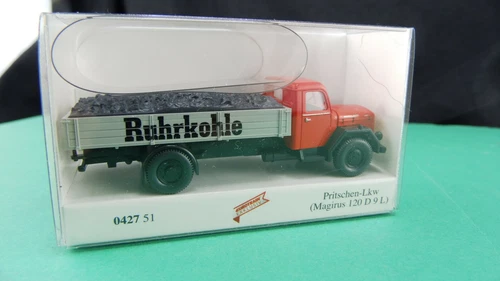 Ruhrkohle
0427 51
Pritschen-Lkw
(Magirus 120 D 9 L)